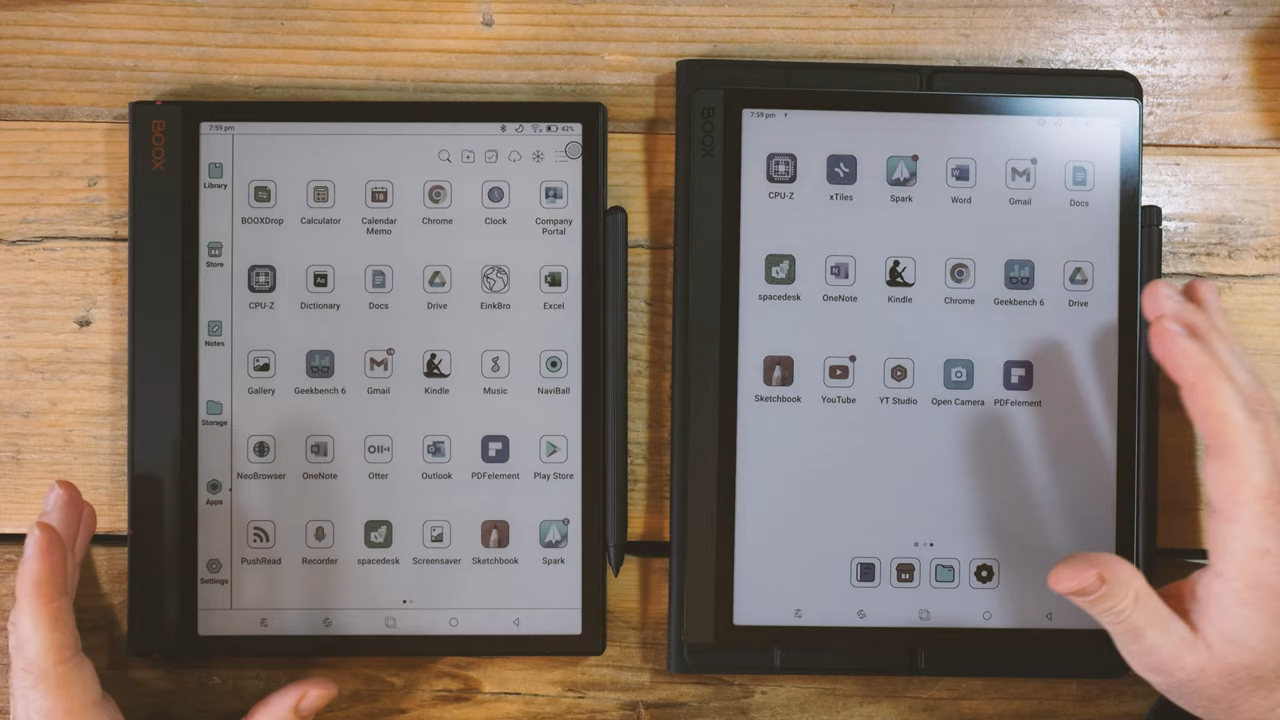 BOOX
7:59 pm
42%
Library
Store
Notes
Storage
Apps
Settings
BOOXDrop
Calculator
18
Calendar
Memo
Chrome
Clock
Company
Portal
CPU-Z
Aa
Dictionary
Docs
Drive
EinkBro
Excel
Gallery
Geekbench 6
Gmail
Kindle
Music
NaviBall
NeoBrowser
OneNote
Otter
Outlook
PDFelement
Play Store
PushRead
Recorder
spacedesk
Screensaver
Sketchbook
Spark
BOOX
7:59 pm
CPU-Z
xTiles
Spark
Word
Gmail
Docs
spacedesk
OneNote
Kindle
Chrome
Geekbench 6
Drive
Sketchbook
YouTube
YT Studio
Open Camera
PDFelement